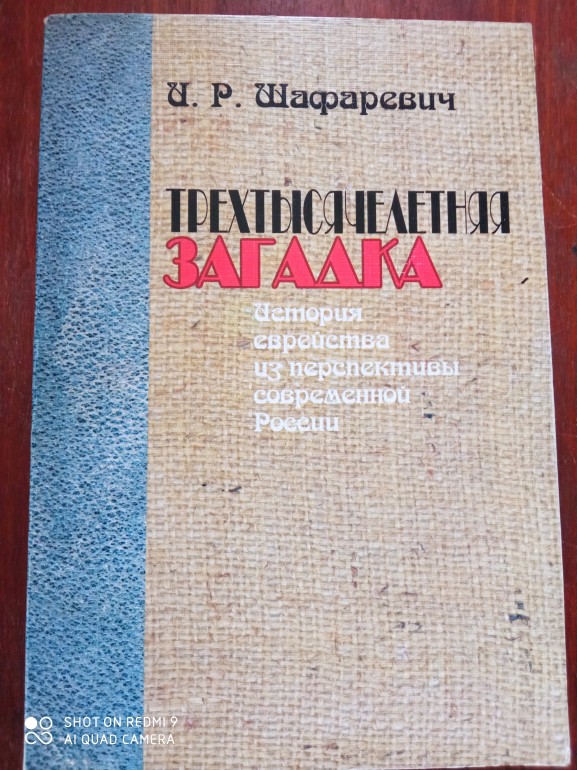 И. Р. Шафаревич
ТРЕХТЫСЯЧЕЛЕТНЯЯ
ЗАГАДКА
История
еврейства
из перспективы
современной
России
SHOT ON REDMI 9
AI QUAD CAMERA